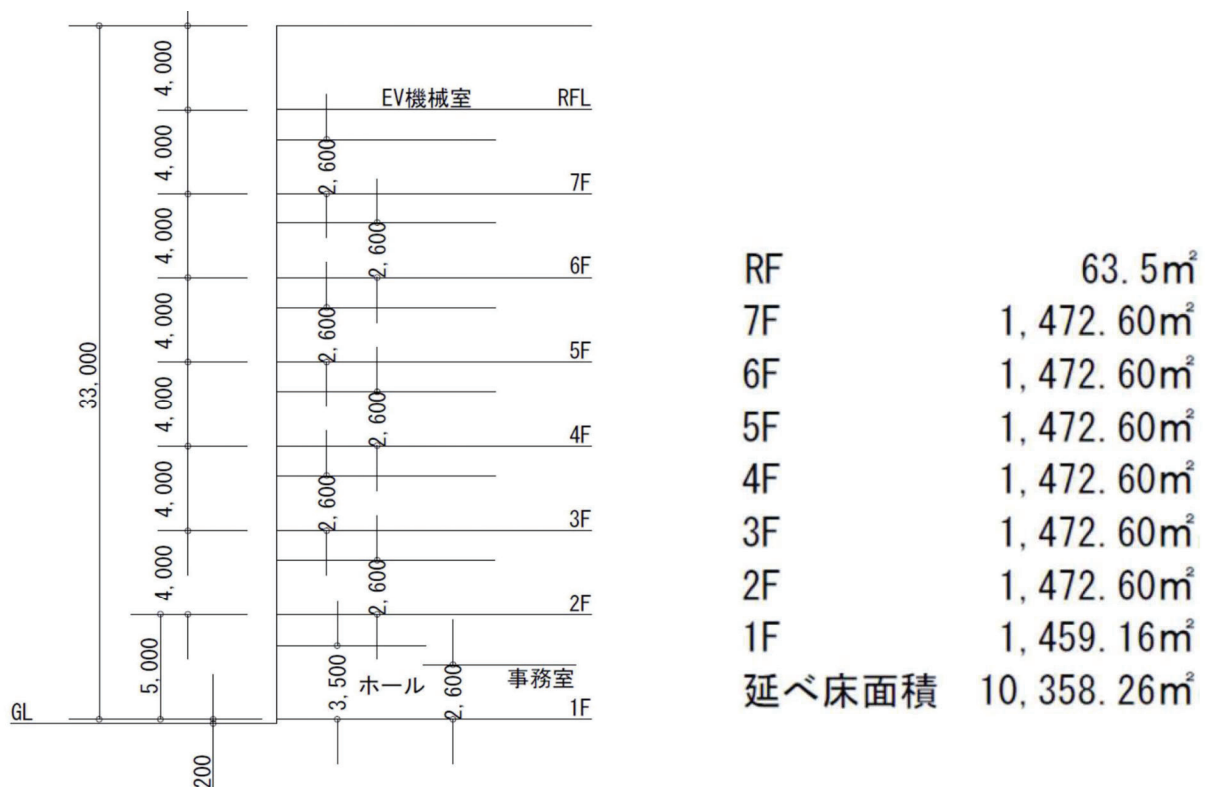 4,000
EV機械室 RFL
4,000
2,600
7F
4,000
2,600
6F
4,000
2,600
5F
33,000
4,000
2,600
4F
4,000
2,600
3F
4,000
2,600
2F
5,000
3,500
ホール
2,600
事務室
GL
1F
200
RF 63.5㎡
7F 1,472.60㎡
6F 1,472.60㎡
5F 1,472.60㎡
4F 1,472.60㎡
3F 1,472.60㎡
2F 1,472.60㎡
1F 1,459.16㎡
延べ床面積 10,358.26㎡